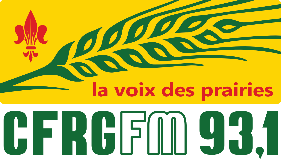 la voix des prairies
CFRGFM 93,1